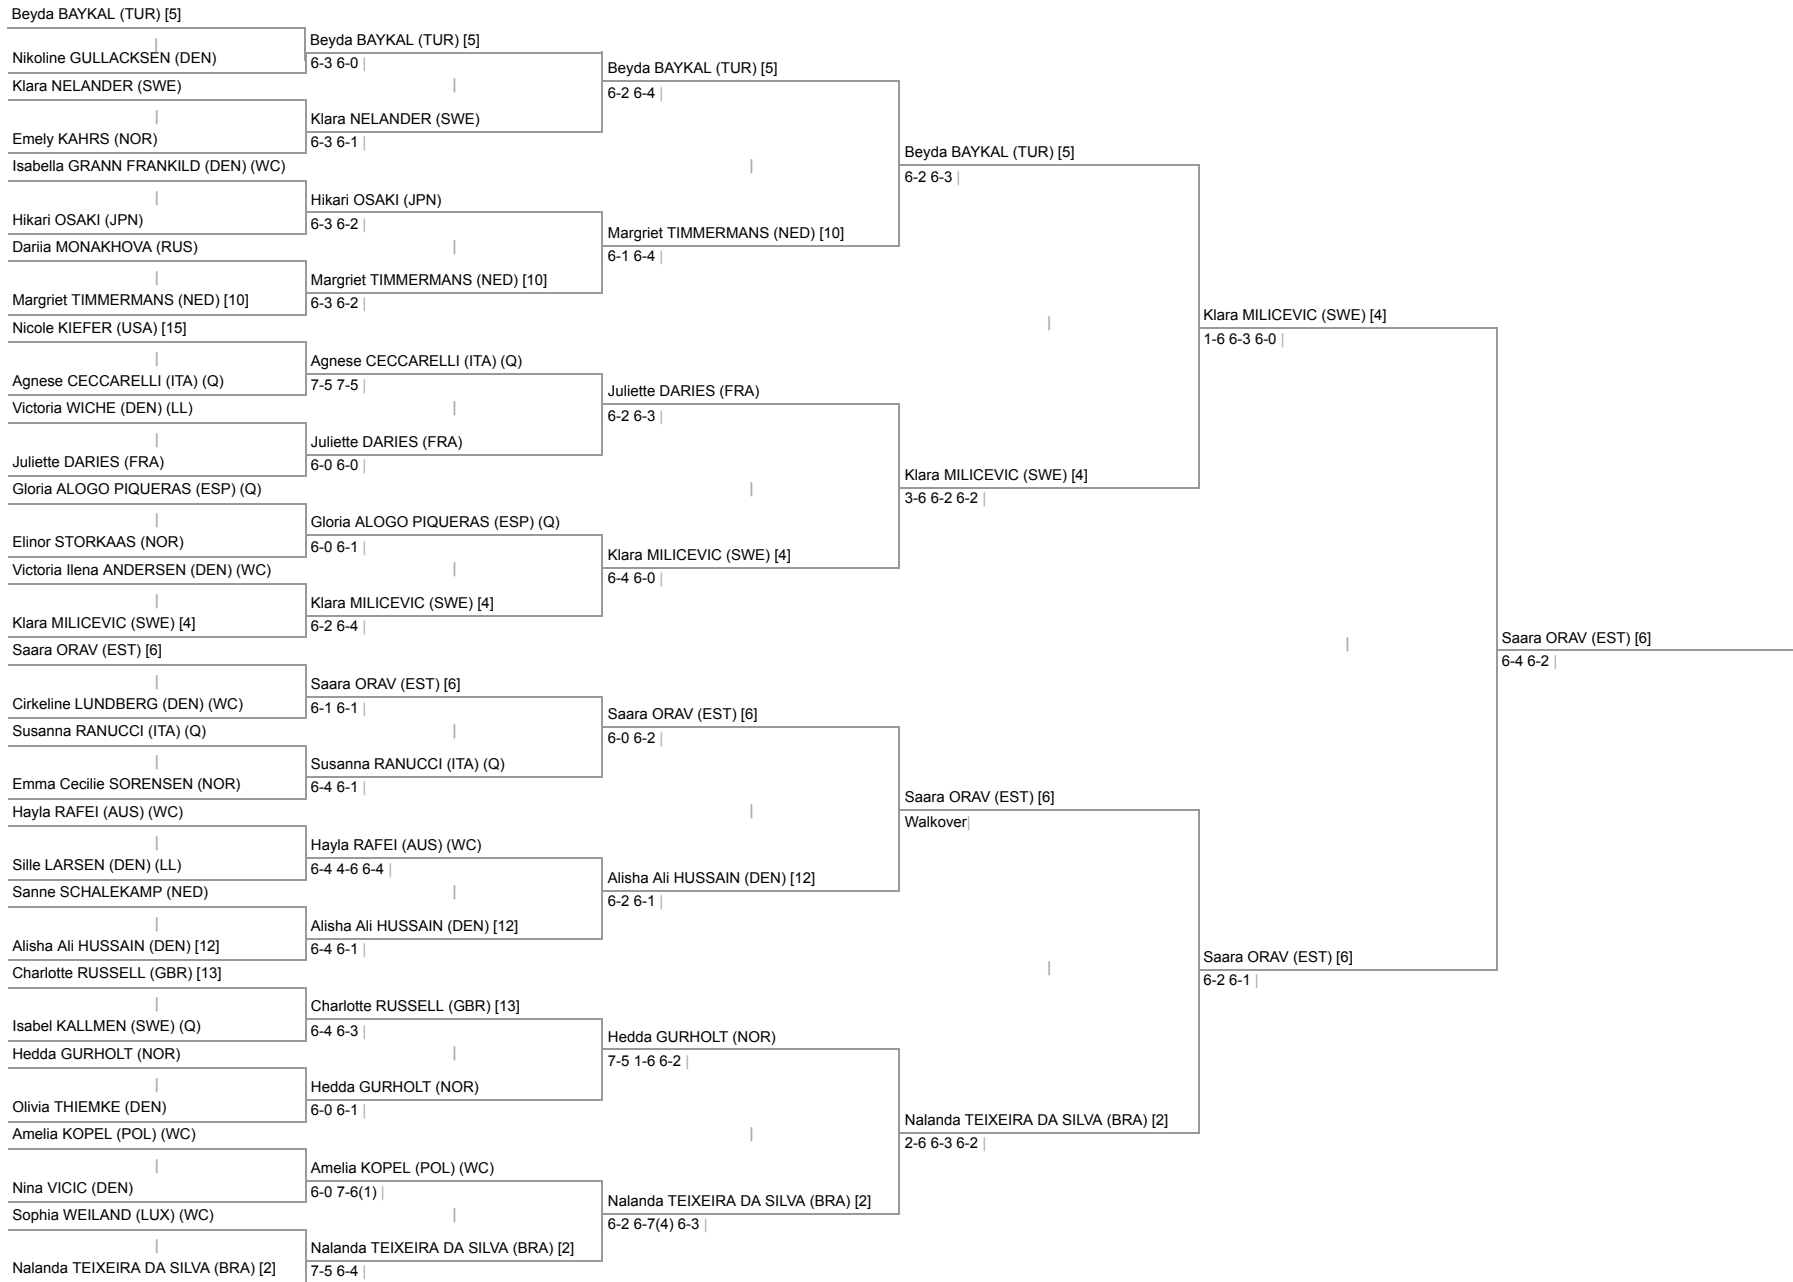 Beyda BAYKAL (TUR) [5]
Nikoline GULLACKSEN (DEN)
Klara NELANDER (SWE)
Emely KAHRS (NOR)
Isabella GRANN FRANKILD (DEN) (WC)
Hikari OSAKI (JPN)
Dariia MONAKHOVA (RUS)
Margriet TIMMERMANS (NED) [10]
Nicole KIEFER (USA) [15]
Agnese CECCARELLI (ITA) (Q)
Victoria WICHE (DEN) (LL)
Juliette DARIES (FRA)
Gloria ALOGO PIQUERAS (ESP) (Q)
Elinor STORKAAS (NOR)
Victoria Ilena ANDERSEN (DEN) (WC)
Klara MILICEVIC (SWE) [4]
Saara ORAV (EST) [6]
Cirkeline LUNDBERG (DEN) (WC)
Susanna RANUCCI (ITA) (Q)
Emma Cecilie SORENSEN (NOR)
Hayla RAFEI (AUS) (WC)
Sille LARSEN (DEN) (LL)
Sanne SCHALEKAMP (NED)
Alisha Ali HUSSAIN (DEN) [12]
Charlotte RUSSELL (GBR) [13]
Isabel KALLMEN (SWE) (Q)
Hedda GURHOLT (NOR)
Olivia THIEMKE (DEN)
Amelia KOPEL (POL) (WC)
Nina VICIC (DEN)
Sophia WEILAND (LUX) (WC)
Nalanda TEIXEIRA DA SILVA (BRA) [2]
Beyda BAYKAL (TUR) [5]
6-3 6-0
Klara NELANDER (SWE)
6-3 6-1
Hikari OSAKI (JPN)
6-3 6-2
Margriet TIMMERMANS (NED) [10]
6-3 6-2
Agnese CECCARELLI (ITA) (Q)
7-5 7-5
Juliette DARIES (FRA)
6-0 6-0
Gloria ALOGO PIQUERAS (ESP) (Q)
6-0 6-1
Klara MILICEVIC (SWE) [4]
6-2 6-4
Saara ORAV (EST) [6]
6-1 6-1
Susanna RANUCCI (ITA) (Q)
6-4 6-1
Hayla RAFEI (AUS) (WC)
6-4 4-6 6-4
Alisha Ali HUSSAIN (DEN) [12]
6-4 6-1
Charlotte RUSSELL (GBR) [13]
6-4 6-3
Hedda GURHOLT (NOR)
6-0 6-1
Amelia KOPEL (POL) (WC)
6-0 7-6(1)
Nalanda TEIXEIRA DA SILVA (BRA) [2]
7-5 6-4
Beyda BAYKAL (TUR) [5]
6-2 6-4
Margriet TIMMERMANS (NED) [10]
6-1 6-4
Juliette DARIES (FRA)
6-2 6-3
Klara MILICEVIC (SWE) [4]
6-4 6-0
Saara ORAV (EST) [6]
6-0 6-2
Alisha Ali HUSSAIN (DEN) [12]
6-2 6-1
Hedda GURHOLT (NOR)
7-5 1-6 6-2
Nalanda TEIXEIRA DA SILVA (BRA) [2]
6-2 6-7(4) 6-3
Beyda BAYKAL (TUR) [5]
6-2 6-3
Klara MILICEVIC (SWE) [4]
3-6 6-2 6-2
Saara ORAV (EST) [6]
Walkover
Nalanda TEIXEIRA DA SILVA (BRA) [2]
2-6 6-3 6-2
Klara MILICEVIC (SWE) [4]
1-6 6-3 6-0
Saara ORAV (EST) [6]
6-2 6-1
Saara ORAV (EST) [6]
6-4 6-2